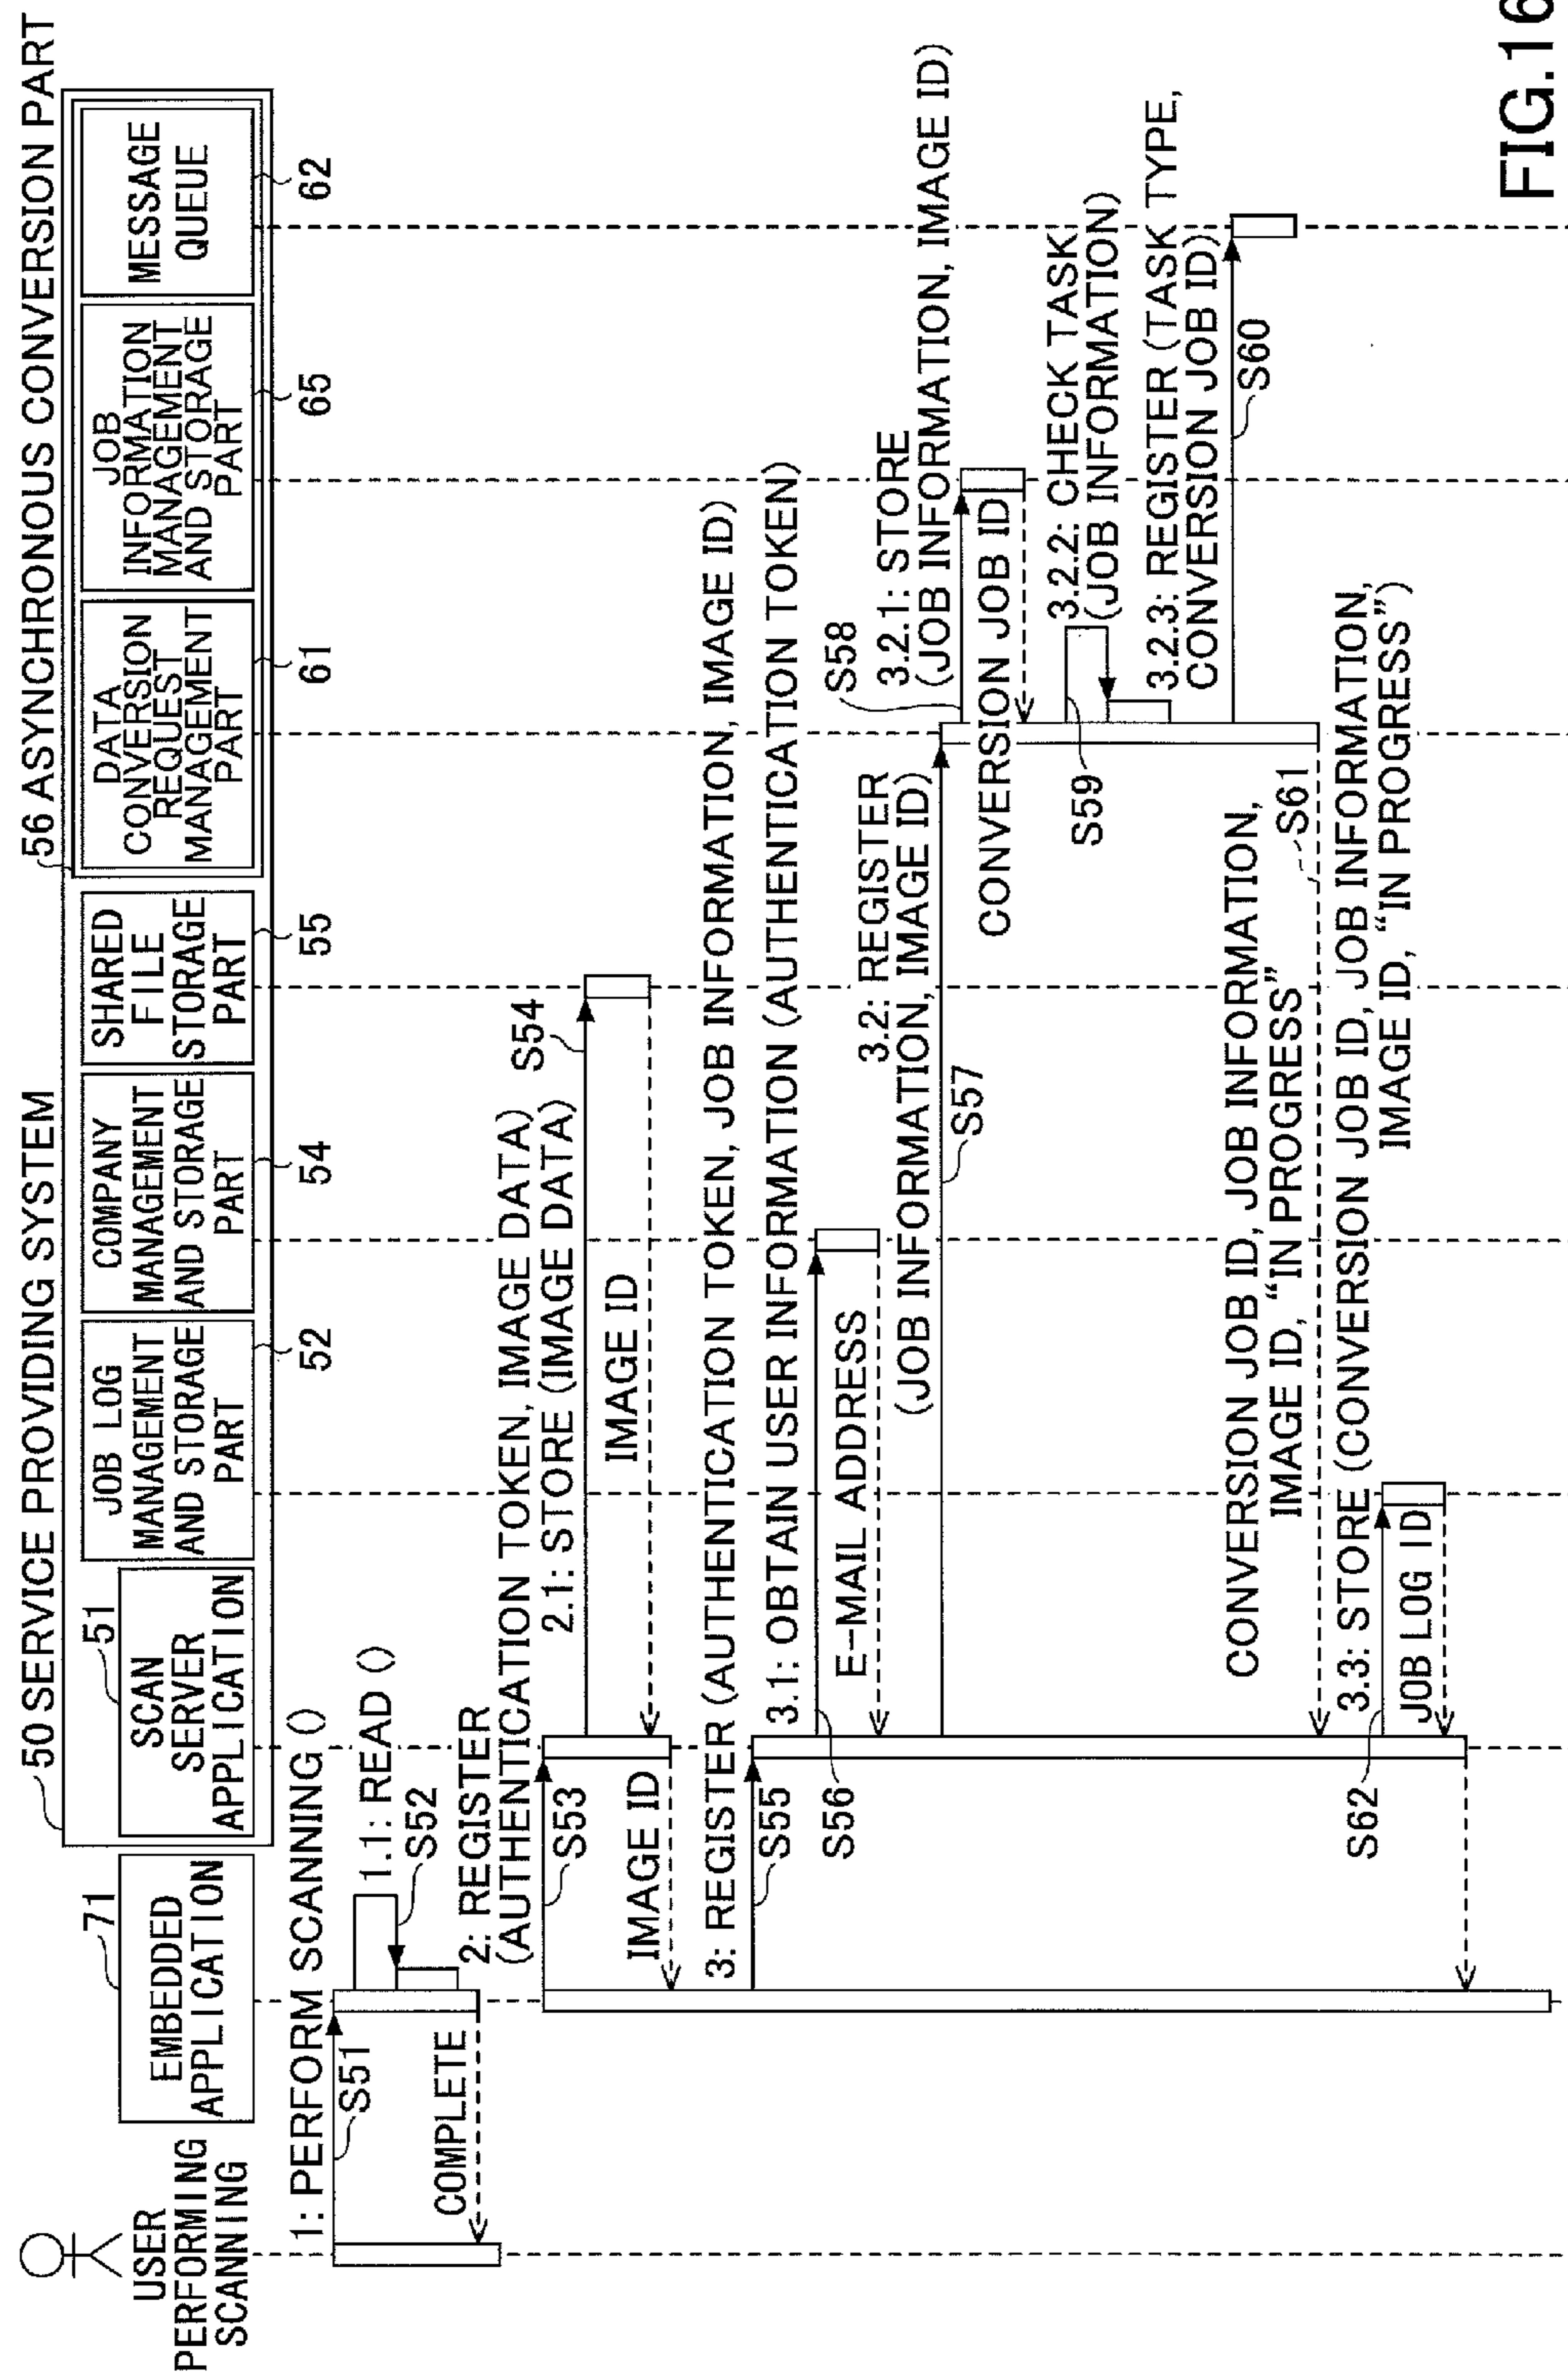 50 SERVICE PROVIDING SYSTEM
56 ASYNCHRONOUS CONVERSION PART
USER
PERFORMING
SCANNING
71
EMBEDDED
APPLICATION
51
SCAN
SERVER
APPLICATION
JOB LOG
MANAGEMENT
AND STORAGE
PART
52
COMPANY
MANAGEMENT
AND STORAGE
PART
54
SHARED
FILE
STORAGE
PART
55
DATA
CONVERSION
REQUEST
MANAGEMENT
PART
61
JOB
INFORMATION
MANAGEMENT
AND STORAGE
PART
65
MESSAGE
QUEUE
62
1: PERFORM SCANNING ()
S51
1.1: READ ()
S52
COMPLETE
2: REGISTER
(AUTHENTICATION TOKEN, IMAGE DATA)
S53
2.1: STORE (IMAGE DATA)
S54
IMAGE ID
IMAGE ID
3: REGISTER (AUTHENTICATION TOKEN, JOB INFORMATION, IMAGE ID)
S55
3.1: OBTAIN USER INFORMATION (AUTHENTICATION TOKEN)
S56
E-MAIL ADDRESS
3.2: REGISTER
(JOB INFORMATION, IMAGE ID)
S57
S58
3.2.1: STORE
(JOB INFORMATION, IMAGE ID)
CONVERSION JOB ID
3.2.2: CHECK TASK
(JOB INFORMATION)
S59
3.2.3: REGISTER (TASK TYPE,
CONVERSION JOB ID)
S60
CONVERSION JOB ID, JOB INFORMATION,
IMAGE ID, “IN PROGRESS”
S61
3.3: STORE (CONVERSION JOB ID, JOB INFORMATION,
IMAGE ID, “IN PROGRESS”)
S62
JOB LOG ID
FIG.16